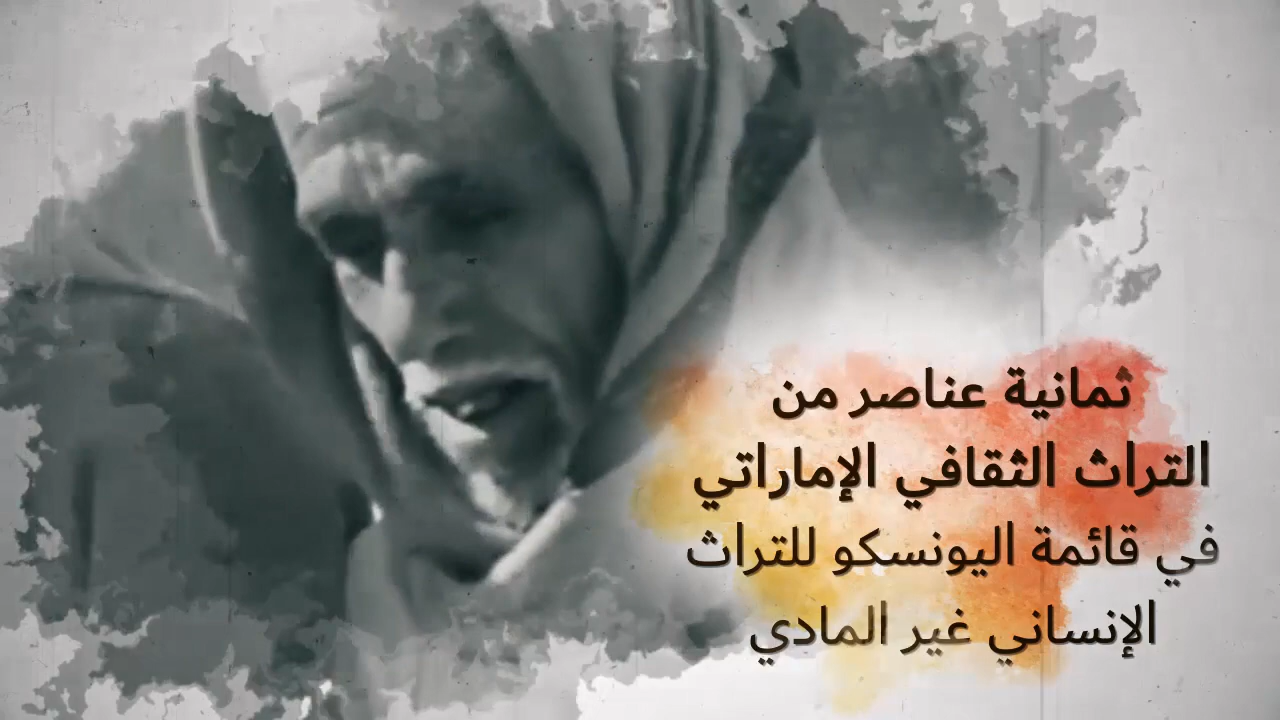 ثمانية عناصر من
التراث الثقافي الإماراتي
في قائمة اليونسكو للتراث
الإنساني غير المادي